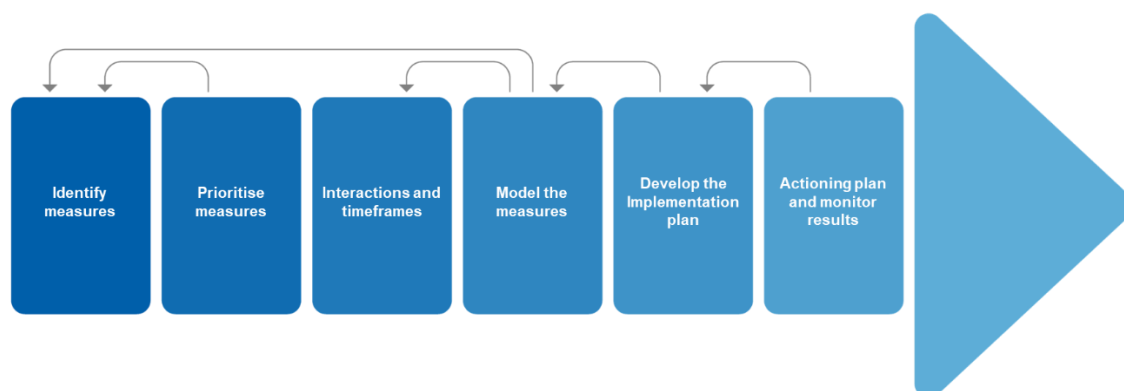 Identify
measures
Prioritise
measures
Interactions and
timeframes
Model the
measures
Develop the
Implementation
plan
Actioning plan
and monitor
results